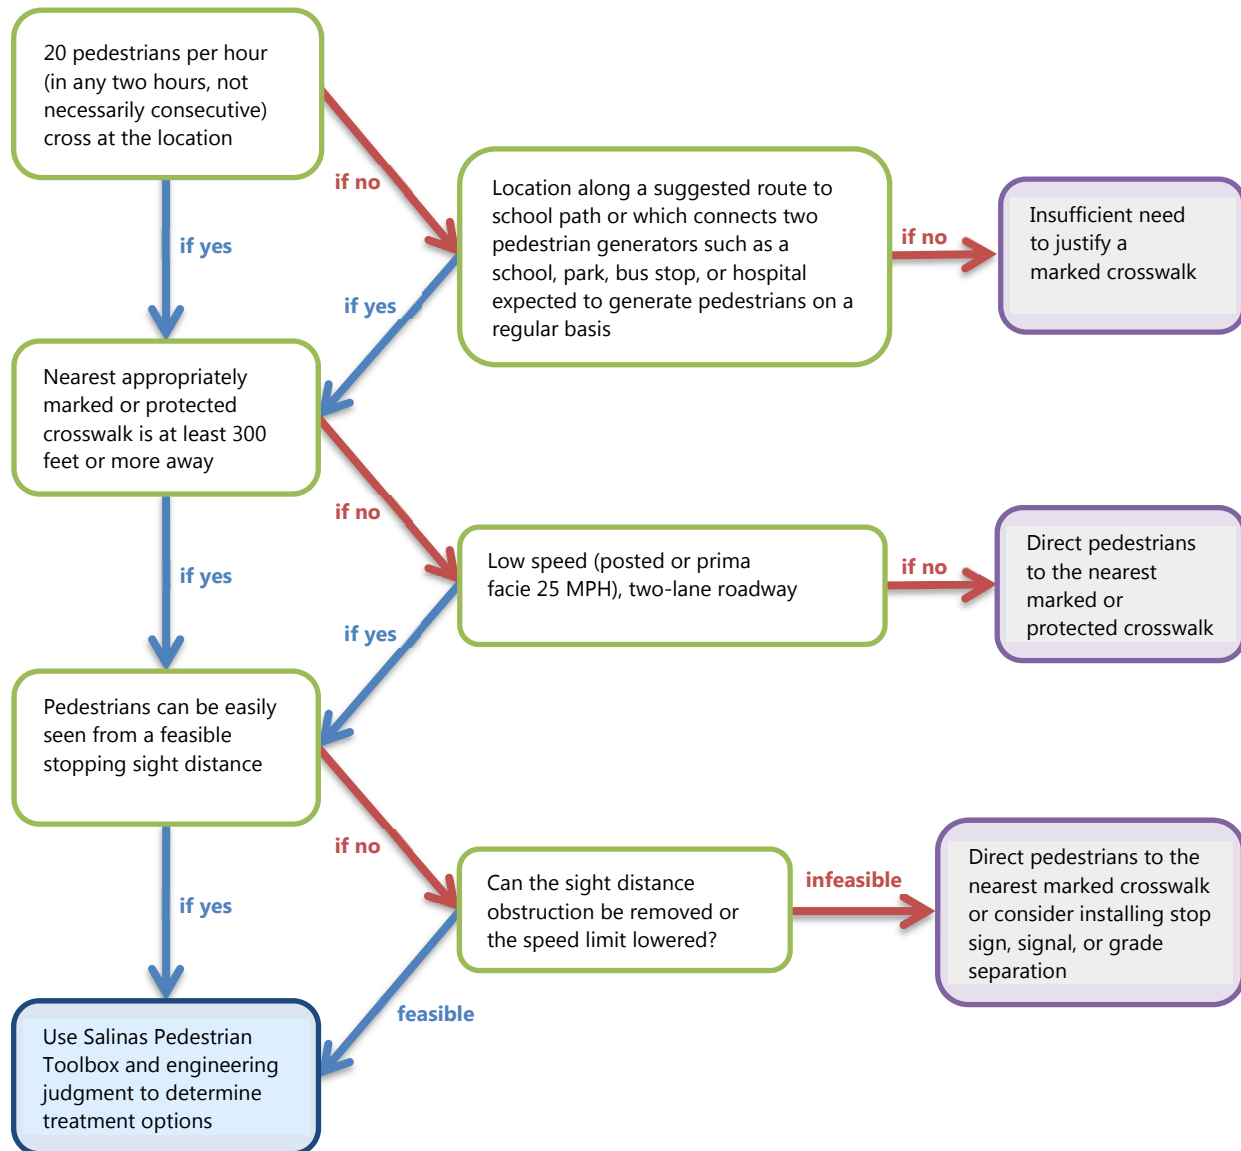 20 pedestrians per hour
(in any two hours, not
necessarily consecutive)
cross at the location
if no
if yes
Location along a suggested route to
school path or which connects two
pedestrian generators such as a
school, park, bus stop, or hospital
expected to generate pedestrians on a
regular basis
if no
Insufficient need
to justify a
marked crosswalk
if yes
Nearest appropriately
marked or protected
crosswalk is at least 300
feet or more away
if no
if yes
Low speed (posted or prima
facie 25 MPH), two-lane roadway
if no
Direct pedestrians
to the nearest
marked or
protected crosswalk
if yes
Pedestrians can be easily
seen from a feasible
stopping sight distance
if no
if yes
Can the sight distance
obstruction be removed or
the speed limit lowered?
infeasible
Direct pedestrians to the
nearest marked crosswalk
or consider installing stop
sign, signal, or grade
separation
feasible
Use Salinas Pedestrian
Toolbox and engineering
judgment to determine
treatment options